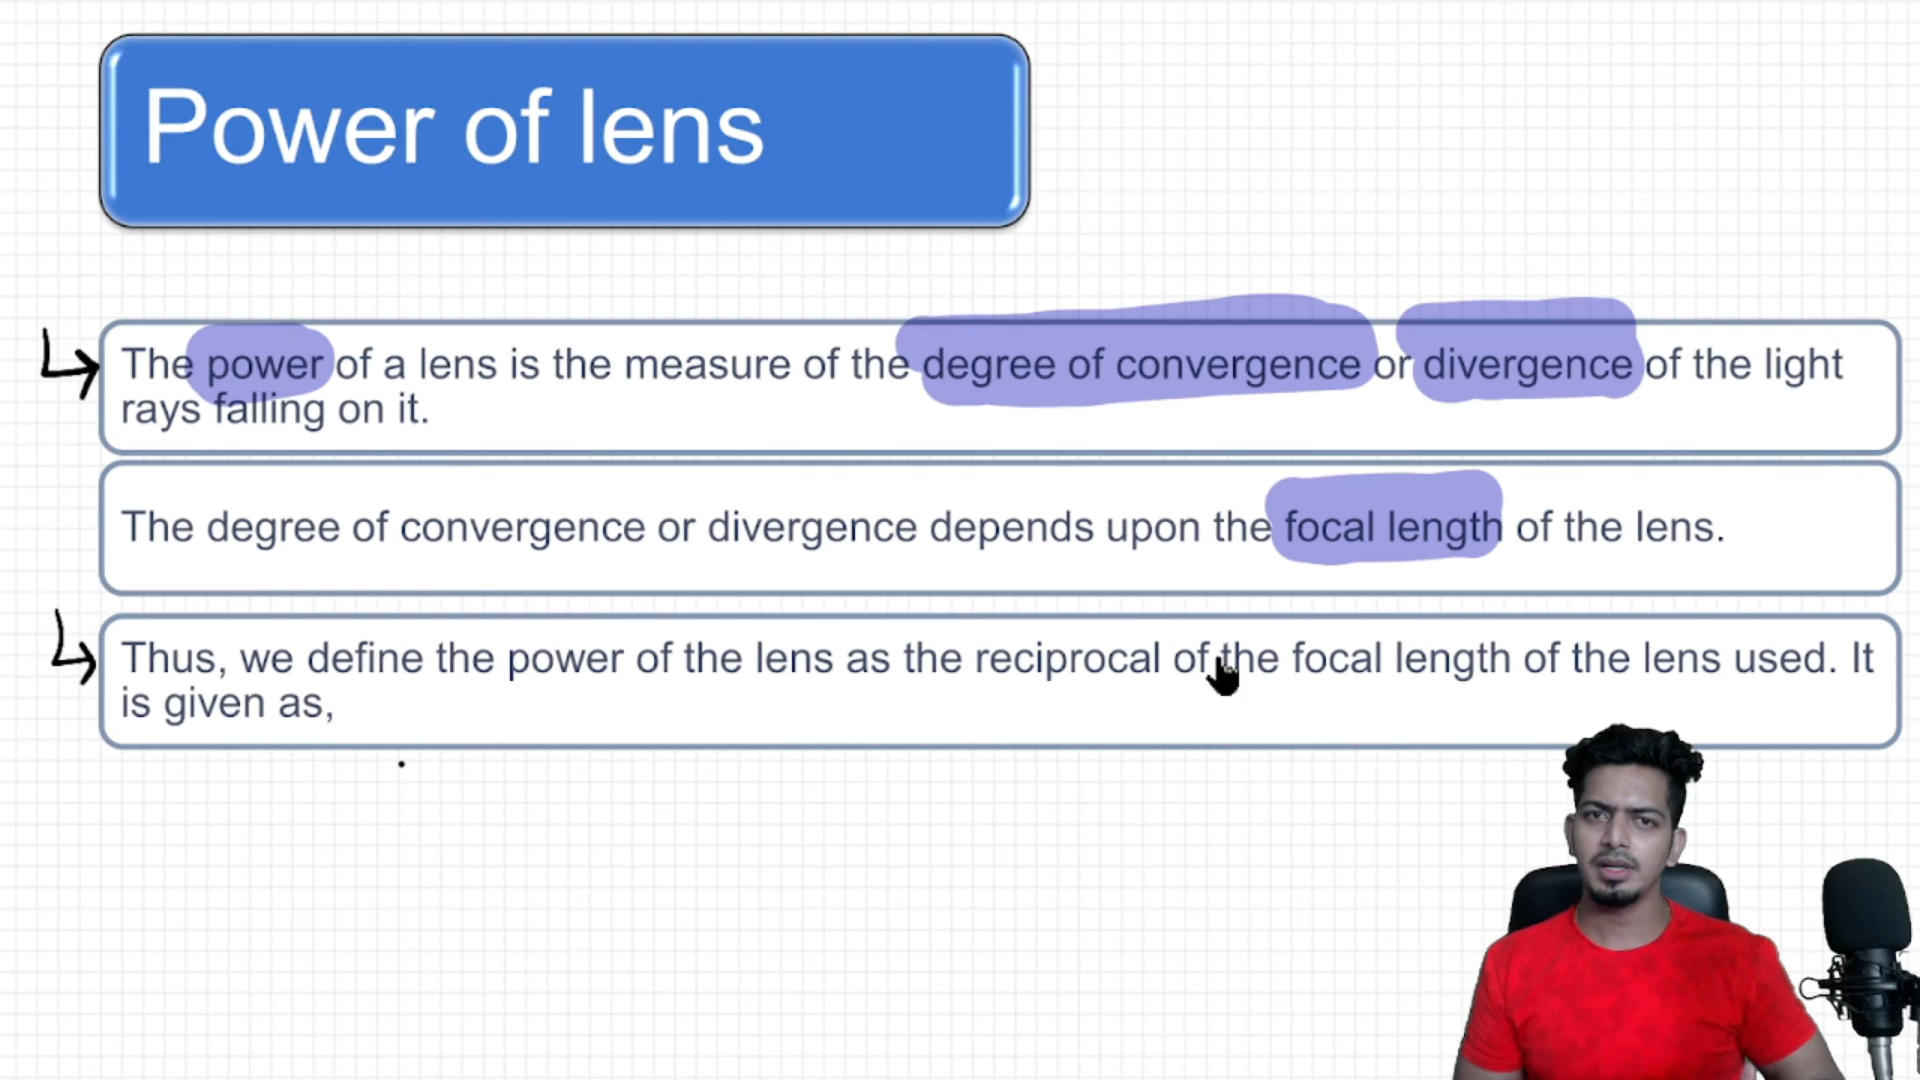 Power of lens
The power of a lens is the measure of the degree of convergence or divergence of the light
rays falling on it.
The degree of convergence or divergence depends upon the focal length of the lens.
Thus, we define the power of the lens as the reciprocal of the focal length of the lens used. It
is given as,